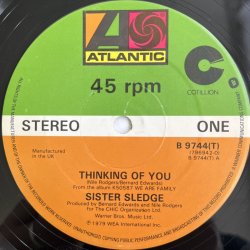 ATLANTIC
COTILLION
45 rpm
STEREO
ONE
Manufactured
in the UK
B 9744(T)
B 9744(T) A
THINKING OF YOU
(Nile Rodgers/Bernard Edwards)
From the album K50587 WE ARE FAMILY
SISTER SLEDGE
Produced by Bernard Edwards and Nile Rodgers
for The CHIC Organization Ltd.
Warner Bros. Music Ltd.
℗ 1979 WEA International Inc.